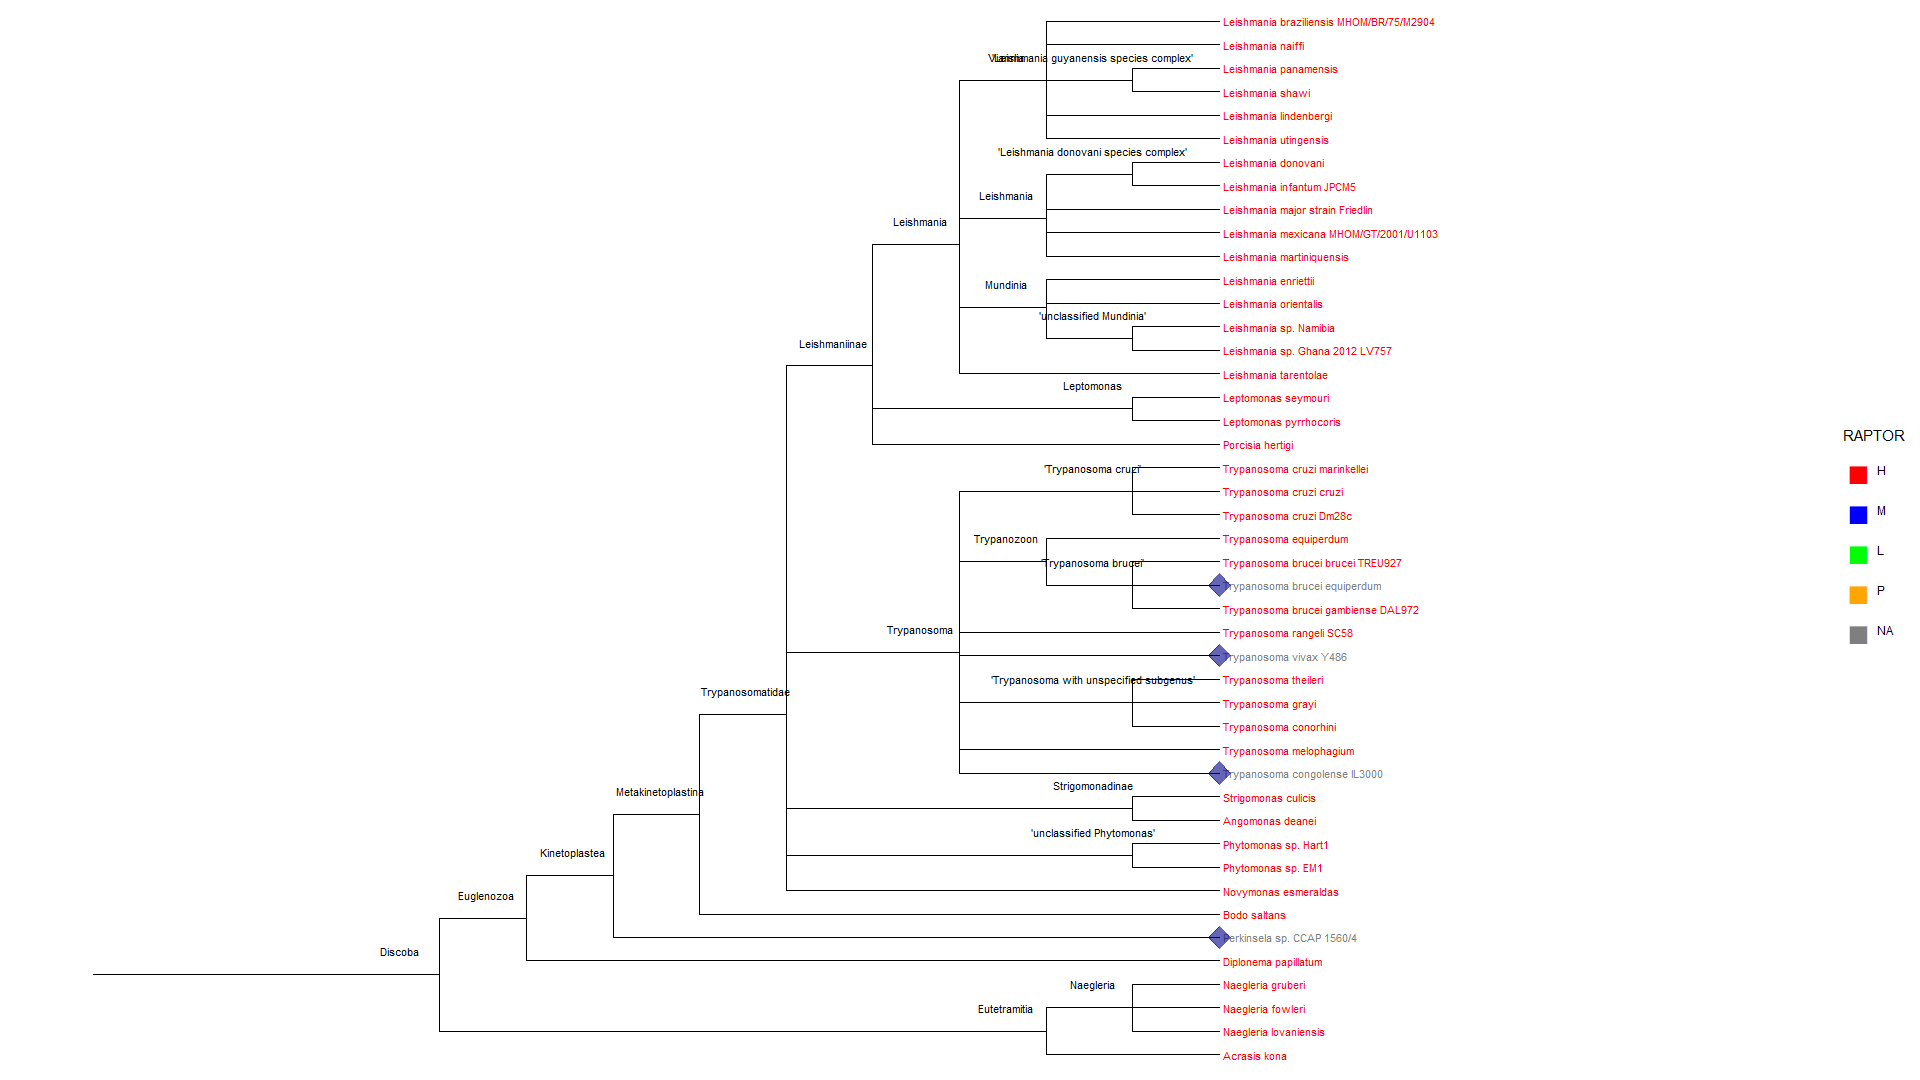 Leishmania braziliensis MHOM/BR/75/M2904
Leishmania naiffi
Viannia
'Leishmania guyanensis species complex'
Leishmania panamensis
Leishmania shawi
Leishmania lindenbergi
Leishmania utingensis
'Leishmania donovani species complex'
Leishmania donovani
Leishmania infantum JPCM5
Leishmania
Leishmania major strain Friedlin
Leishmania
Leishmania mexicana MHOM/GT/2001/U1103
Leishmania martiniquensis
Mundinia
Leishmania enriettii
Leishmania orientalis
'unclassified Mundinia'
Leishmania sp. Namibia
Leishmaniinae
Leishmania sp. Ghana 2012 LV757
Leishmania tarentolae
Leptomonas
Leptomonas seymouri
Leptomonas pyrrhocoris
Porcisia hertigi
'Trypanosoma cruzi'
Trypanosoma cruzi marinkellei
Trypanosoma cruzi cruzi
Trypanosoma cruzi Dm28c
Trypanozoon
Trypanosoma equiperdum
'Trypanosoma brucei'
Trypanosoma brucei brucei TREU927
Trypanosoma brucei equiperdum
Trypanosoma brucei gambiense DAL972
Trypanosoma
Trypanosoma rangeli SC58
Trypanosoma vivax Y486
'Trypanosoma with unspecified subgenus'
Trypanosoma theileri
Trypanosomatidae
Trypanosoma grayi
Trypanosoma conorhini
Trypanosoma melophagium
Trypanosoma congolense IL3000
Metakinetoplastina
Strigomonadinae
Strigomonas culicis
Angomonas deanei
'unclassified Phytomonas'
Phytomonas sp. Hart1
Kinetoplastea
Phytomonas sp. EM1
Euglenozoa
Novymonas esmeraldas
Bodo saltans
Perkinsela sp. CCAP 1560/4
Discoba
Diplonema papillatum
Naegleria
Naegleria gruberi
Eutetramitia
Naegleria fowleri
Naegleria lovaniensis
Acrasis kona
RAPTOR
H
M
L
P
NA